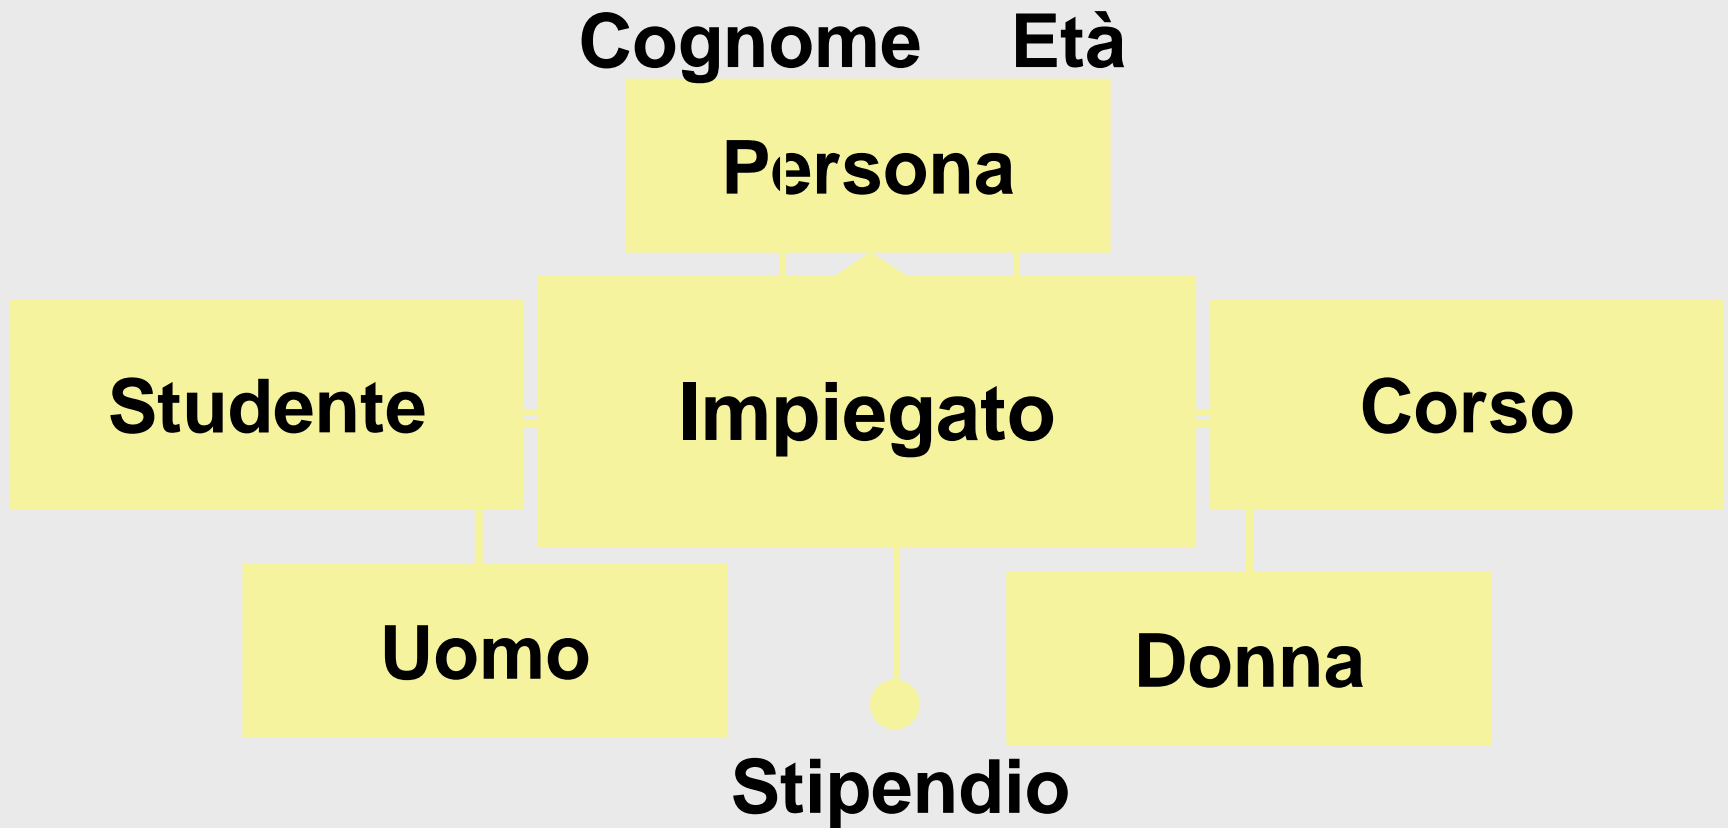 Cognome Età
Persona
Studente Impiegato Corso
Uomo Donna
Stipendio